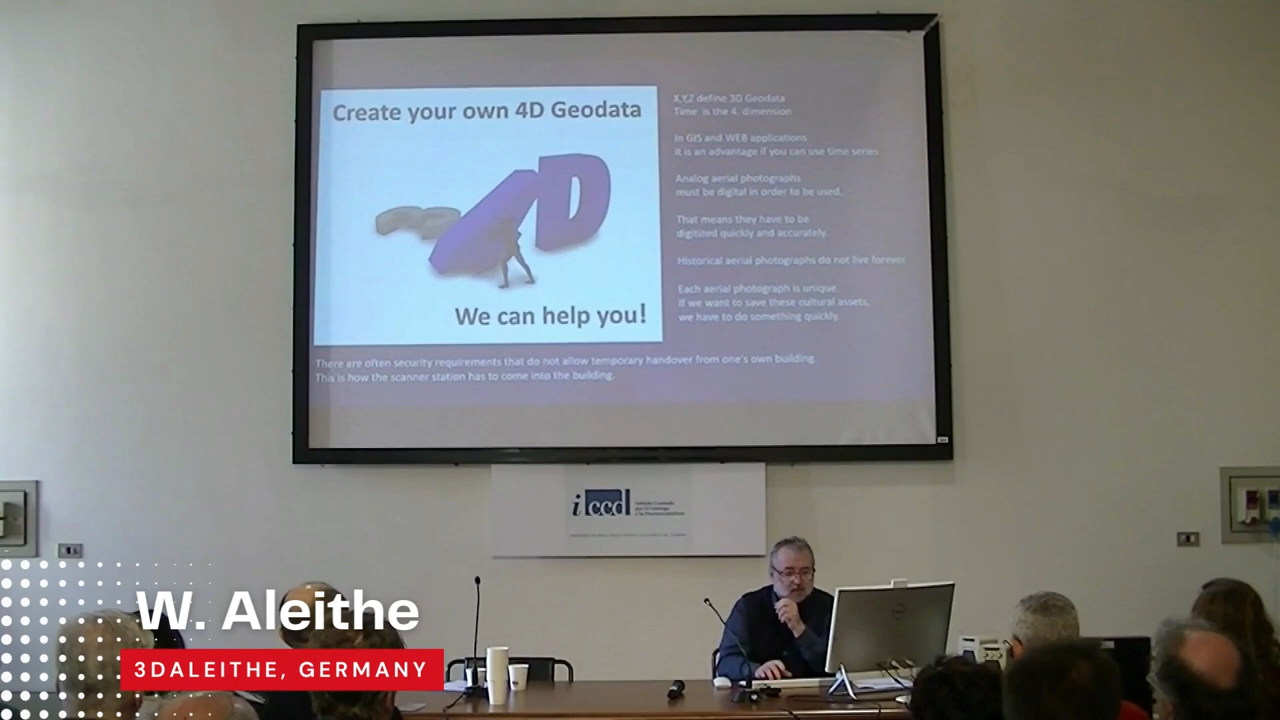 Create your own 4D Geodata
We can help you!
X,Y,Z define 3D Geodata
Time is the 4. dimension
In GIS and WEB applications
it is an advantage if you can use time series
Analog aerial photographs
must be digital in order to be used.
That means they have to be
digitized quickly and accurately.
Historical aerial photographs do not live forever.
Each aerial photograph is unique.
If we want to save these cultural assets,
we have to do something quickly.
There are often security requirements that do not allow temporary handover from one's own building.
This is how the scanner station has to come into the building.
iccd
W. Aleithe
3DALEITHE, GERMANY